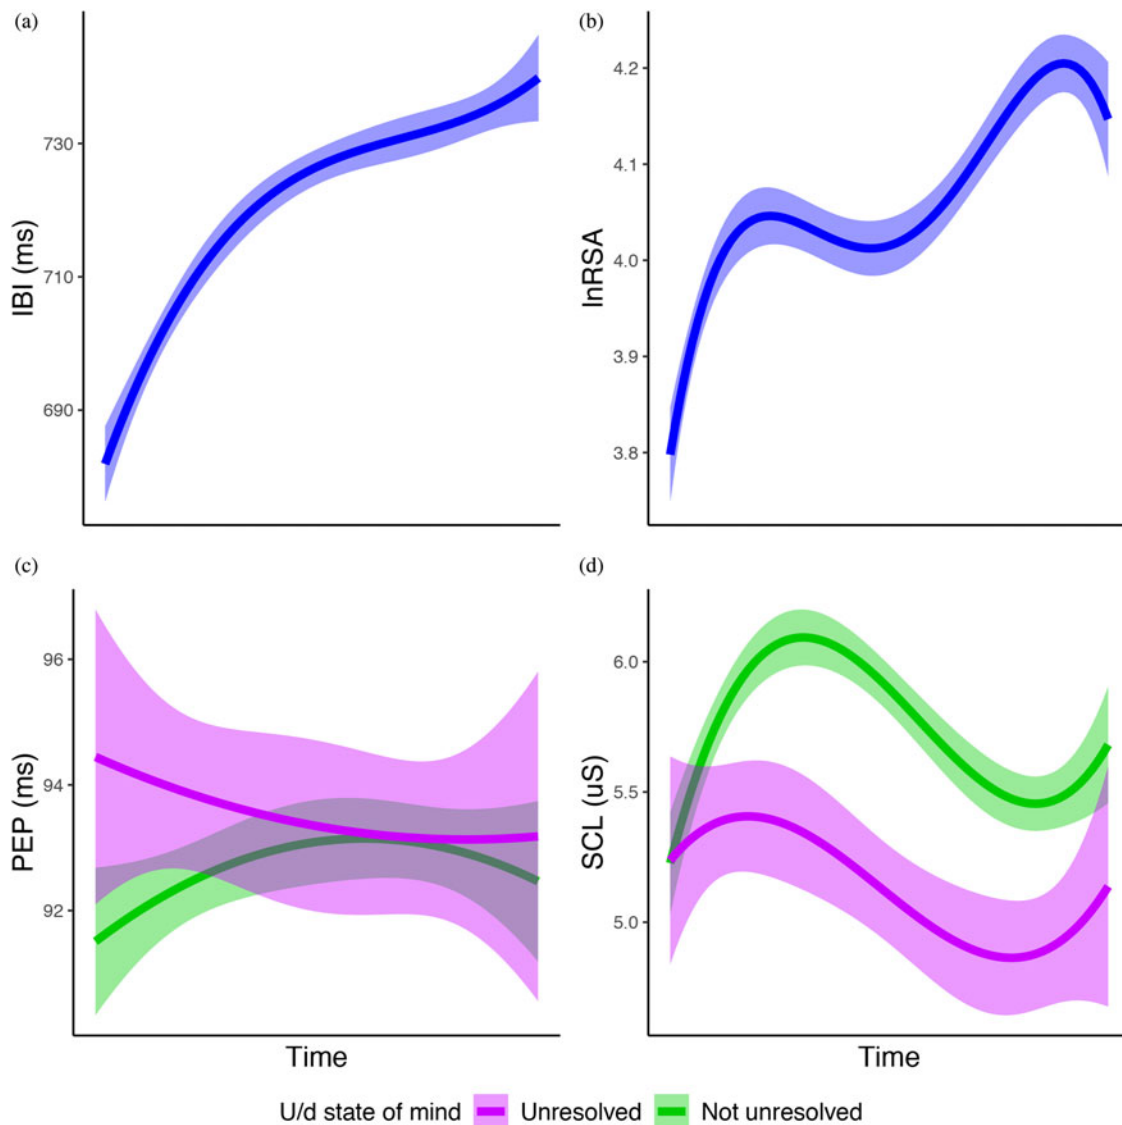 (a)
IBI (ms)
730
710
690
(b)
lnRSA
4.2
4.1
4.0
3.9
3.8
(c)
PEP (ms)
96
94
92
Time
(d)
SCL (uS)
6.0
5.5
5.0
Time
U/d state of mind Unresolved Not unresolved